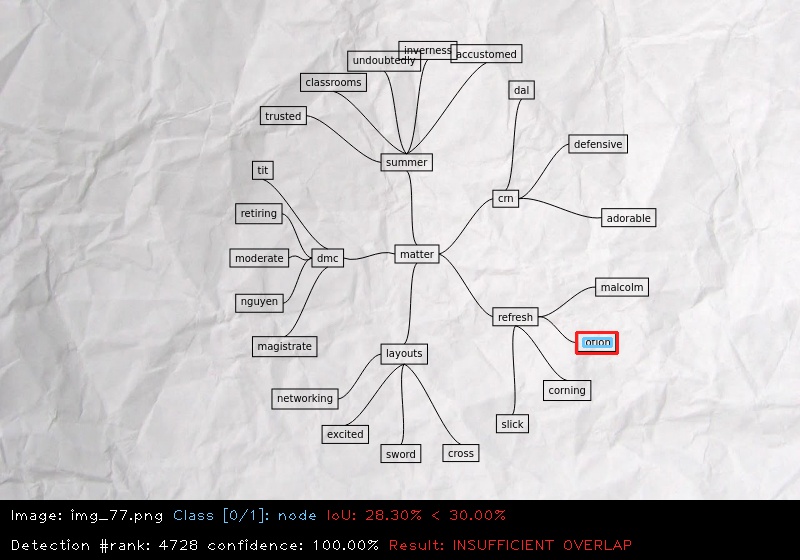 inverness
undoubtedly
accustomed
classrooms
dal
trusted
defensive
summer
tit
crn
retiring
adorable
matter
moderate
dmc
malcolm
nguyen
refresh
orion
magistrate
layouts
corning
networking
slick
excited
sword
cross
Image: img_77.png Class [0/1]: node IoU: 28.30% < 30.00%
Detection #rank: 4728 confidence: 100.00% Result: INSUFFICIENT OVERLAP